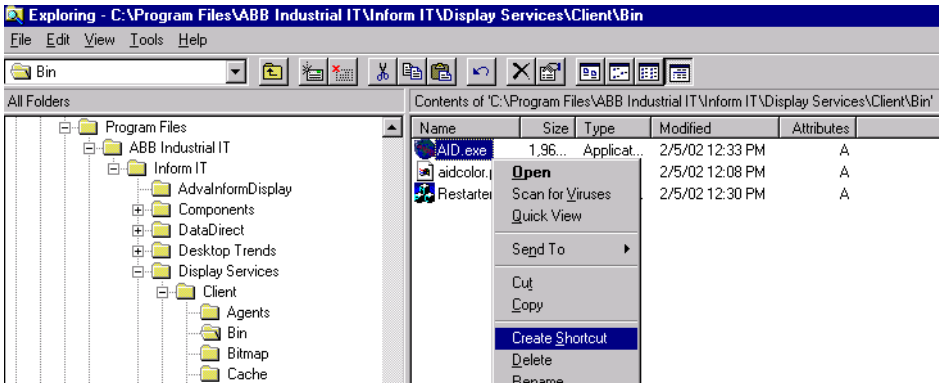 Exploring - C:\Program Files\ABB Industrial IT\Inform IT\Display Services\Client\Bin
File Edit View Tools Help
Bin
All Folders
Contents of 'C:\Program Files\ABB Industrial IT\Inform IT\Display Services\Client\Bin'
Program Files
ABB Industrial IT
Inform IT
AdvaInformDisplay
Components
DataDirect
Desktop Trends
Display Services
Client
Agents
Bin
Bitmap
Cache
Name Size Type Modified Attributes
AID.exe 1,96... Applicat... 2/5/02 12:33 PM A
aidcolor. 2/5/02 12:08 PM A
Restarter 2/5/02 12:30 PM A
Open
Scan for Viruses
Quick View
Send To
Cut
Copy
Create Shortcut
Delete
Rename